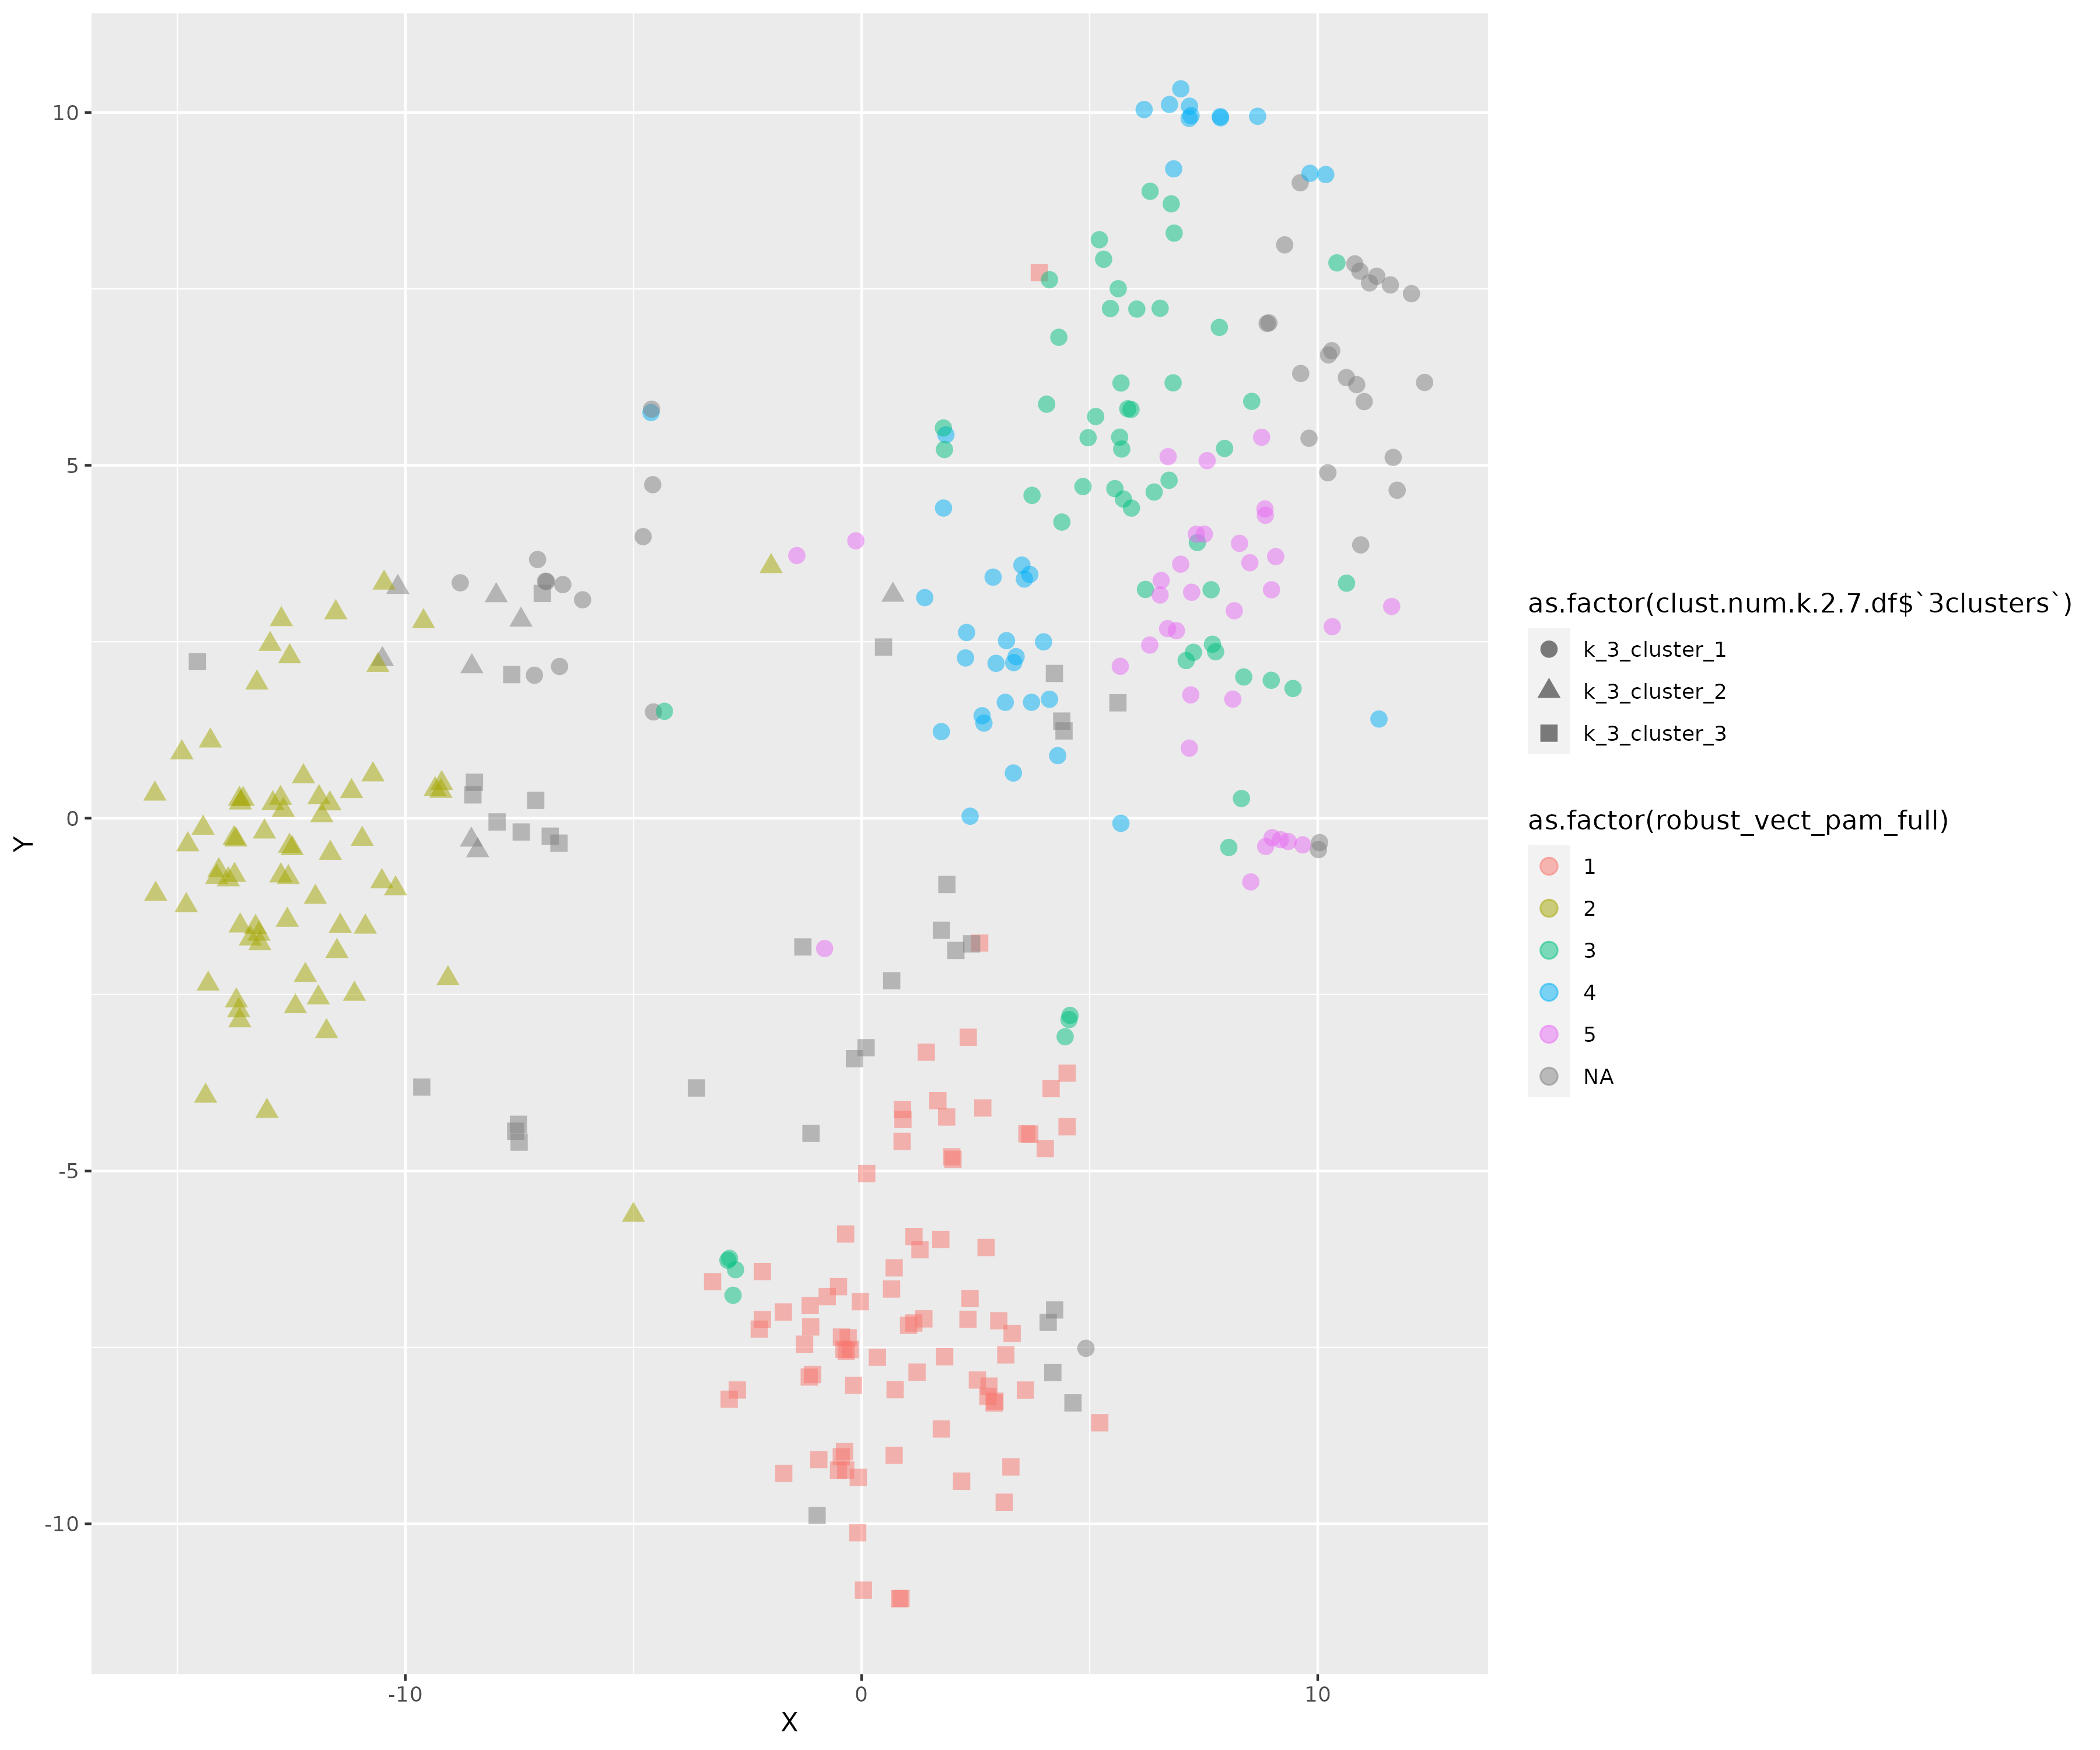 10
5
0
-5
-10
Y
-10
0
10
X
as.factor(clust.num.k.2.7.df$`3clusters`)
k_3_cluster_1
k_3_cluster_2
k_3_cluster_3
as.factor(robust_vect_pam_full)
1
2
3
4
5
NA